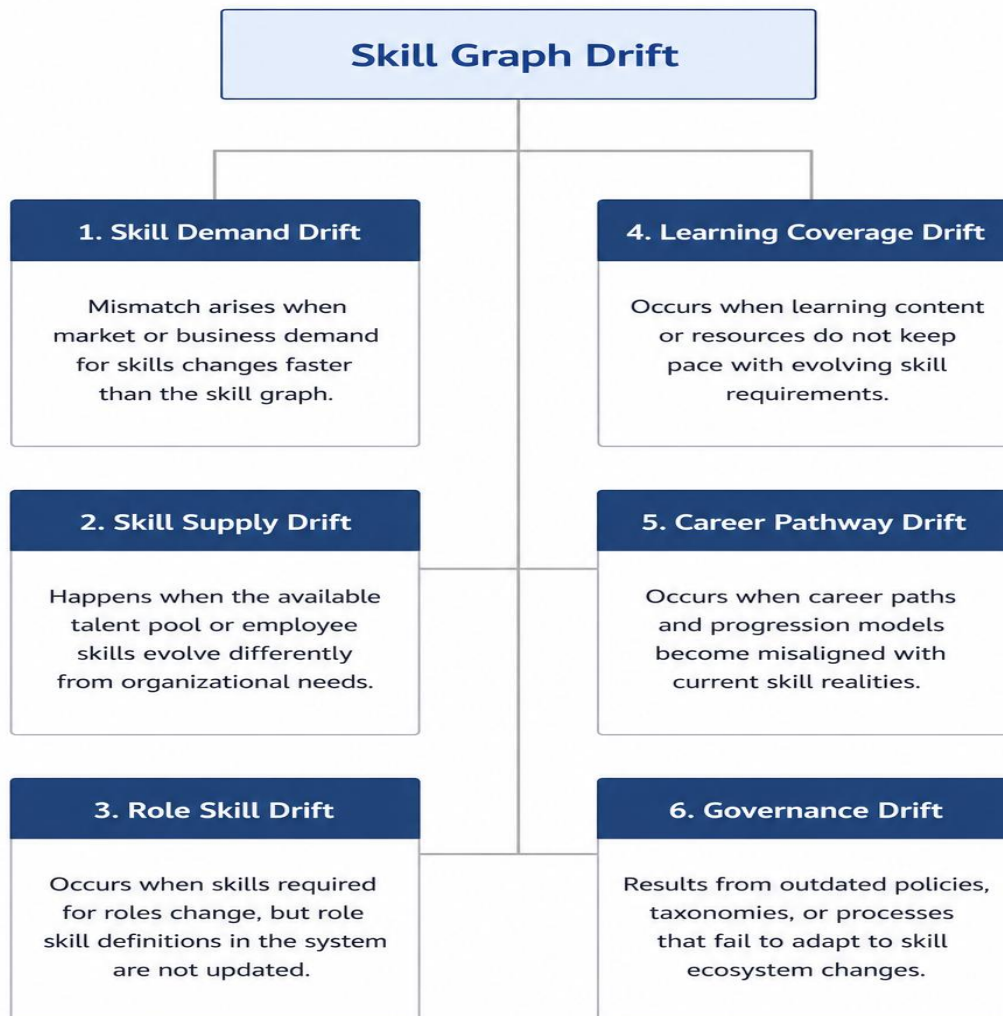 Skill Graph Drift
1. Skill Demand Drift
Mismatch arises when
market or business demand
for skills changes faster
than the skill graph.
2. Skill Supply Drift
Happens when the available
talent pool or employee
skills evolve differently
from organizational needs.
3. Role Skill Drift
Occurs when skills required
for roles change, but role
skill definitions in the system
are not updated.
4. Learning Coverage Drift
Occurs when learning content
or resources do not keep
pace with evolving skill
requirements.
5. Career Pathway Drift
Occurs when career paths
and progression models
become misaligned with
current skill realities.
6. Governance Drift
Results from outdated policies,
taxonomies, or processes
that fail to adapt to skill
ecosystem changes.